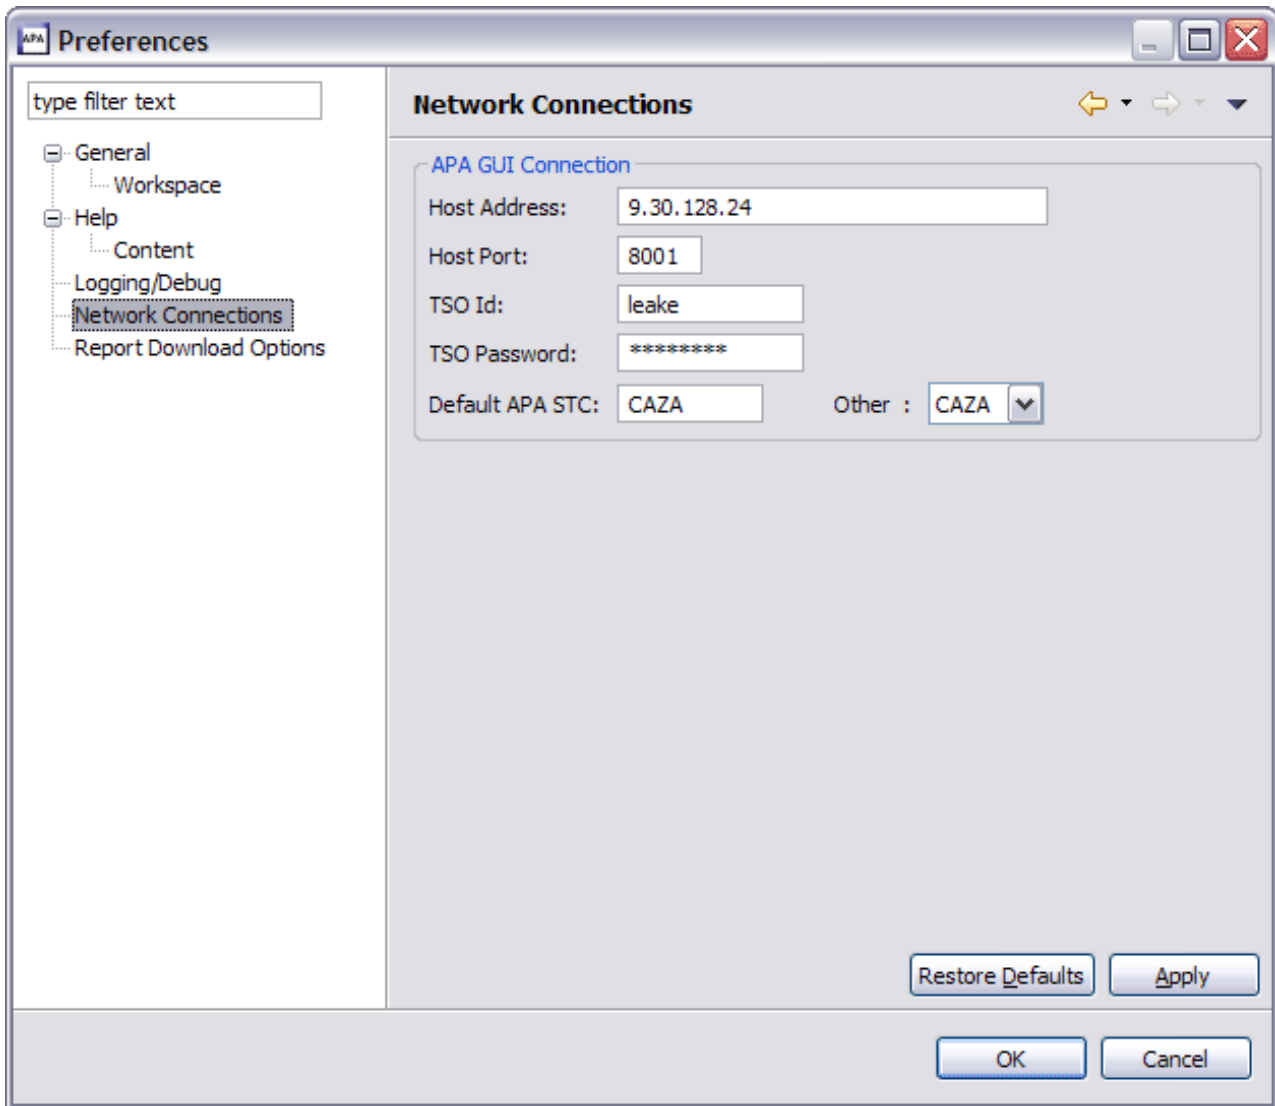 APA Preferences
type filter text
General
Workspace
Help
Content
Logging/Debug
Network Connections
Report Download Options
Network Connections
APA GUI Connection
Host Address: 9.30.128.24
Host Port: 8001
TSO Id: leake
TSO Password: ********
Default APA STC: CAZA Other : CAZA
Restore Defaults Apply
OK Cancel